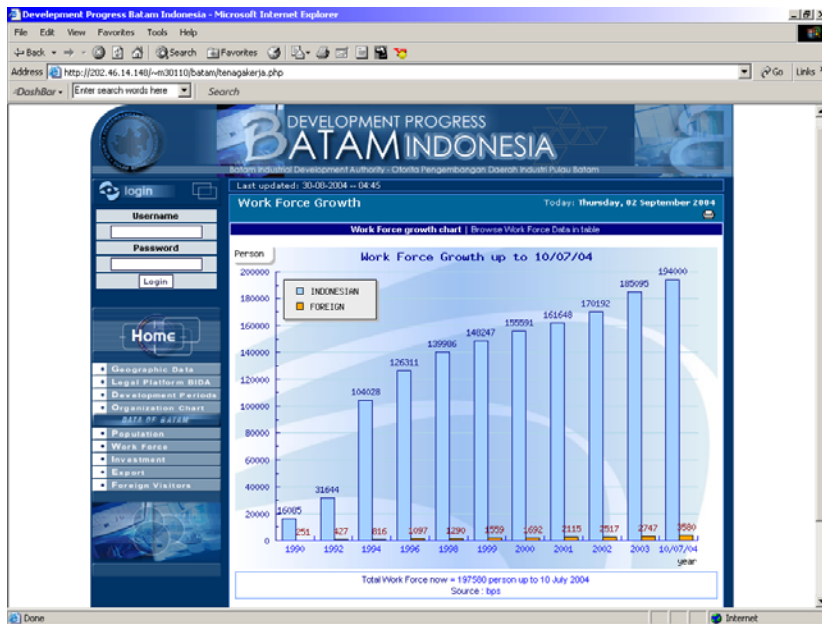 Develepment Progress Batam Indonesia - Microsoft Internet Explorer
File Edit View Favorites Tools Help
Back Search Favorites
Address http://202.46.14.148/~m30110/batam/tenagakerja.php Go Links
DashBar Enter search words here Search
DEVELOPMENT PROGRESS
BATAM INDONESIA
Batam Industrial Development Authority - Otorita Pengembangan Daerah Industri Pulau Batam
login
Username
Password
Login
Home
Geographic Data
Legal Platform BIDA
Development Periods
Organization Chart
DATA OF BATAM
Population
Work Force
Investment
Export
Foreign Visitors
Last updated: 30-08-2004 -- 04:45
Work Force Growth Today: Thursday, 02 September 2004
Work Force growth chart | Browse Work Force Data in table
Person
Work Force Growth up to 10/07/04
INDONESIAN
FOREIGN
200000
180000
160000
140000
120000
100000
80000
60000
40000
20000
0
16085 31644 104028 126311 139986 148247 155591 161648 170192 185095 194000
251 427 816 1097 1290 1559 1692 2115 2517 2747 3580
1990 1992 1994 1996 1998 1999 2000 2001 2002 2003 10/07/04
year
Total Work Force now = 197580 person up to 10 July 2004
Source : bps
Done Internet